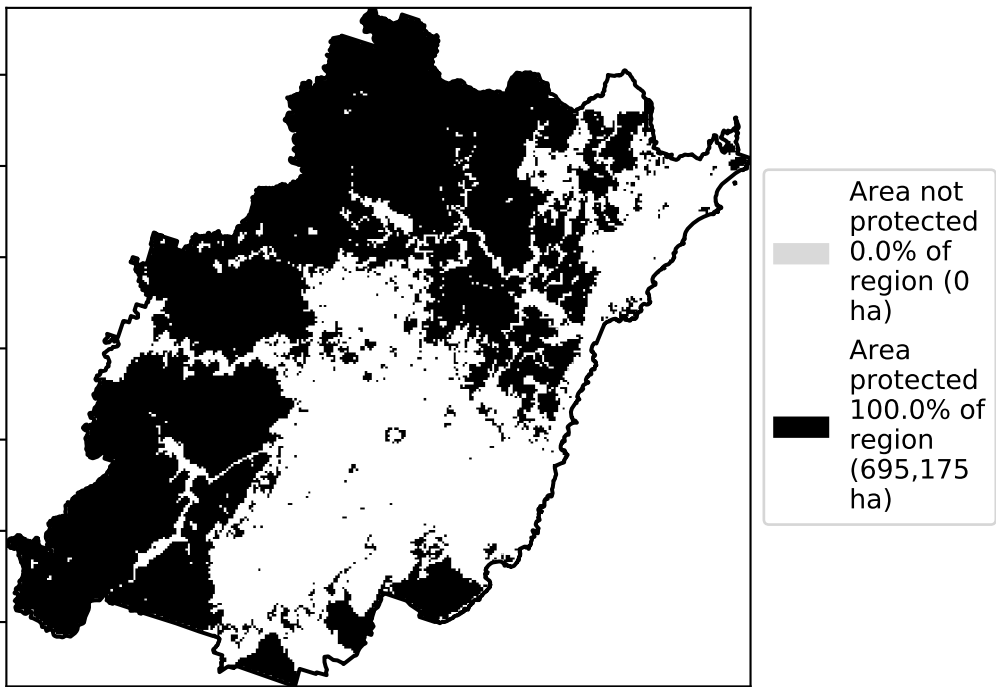 Area not
protected
0.0% of
region (0
ha)
Area
protected
100.0% of
region
(695,175
ha)